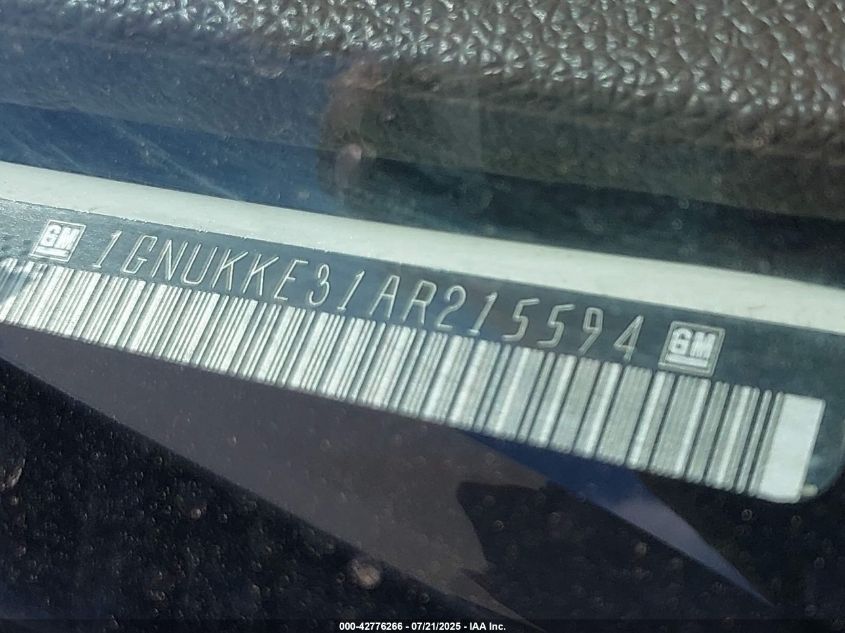 GM 1GNUKKE31AR215594 GM
000-42776266 - 07/21/2025 - IAA Inc.